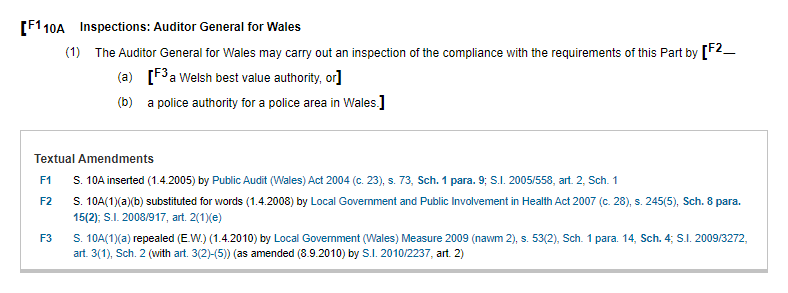 [F1 10A Inspections: Auditor General for Wales
(1) The Auditor General for Wales may carry out an inspection of the compliance with the requirements of this Part by [F2—
(a) [F3 a Welsh best value authority, or]
(b) a police authority for a police area in Wales.]
Textual Amendments
F1 S. 10A inserted (1.4.2005) by Public Audit (Wales) Act 2004 (c. 23), s. 73, Sch. 1 para. 9; S.I. 2005/558, art. 2, Sch. 1
F2 S. 10A(1)(a)(b) substituted for words (1.4.2008) by Local Government and Public Involvement in Health Act 2007 (c. 28), s. 245(5), Sch. 8 para.
15(2); S.I. 2008/917, art. 2(1)(e)
F3 S. 10A(1)(a) repealed (E.W.) (1.4.2010) by Local Government (Wales) Measure 2009 (nawm 2), s. 53(2), Sch. 1 para. 14, Sch. 4; S.I. 2009/3272,
art. 3(1), Sch. 2 (with art. 3(2)-(5)) (as amended (8.9.2010) by S.I. 2010/2237, art. 2)